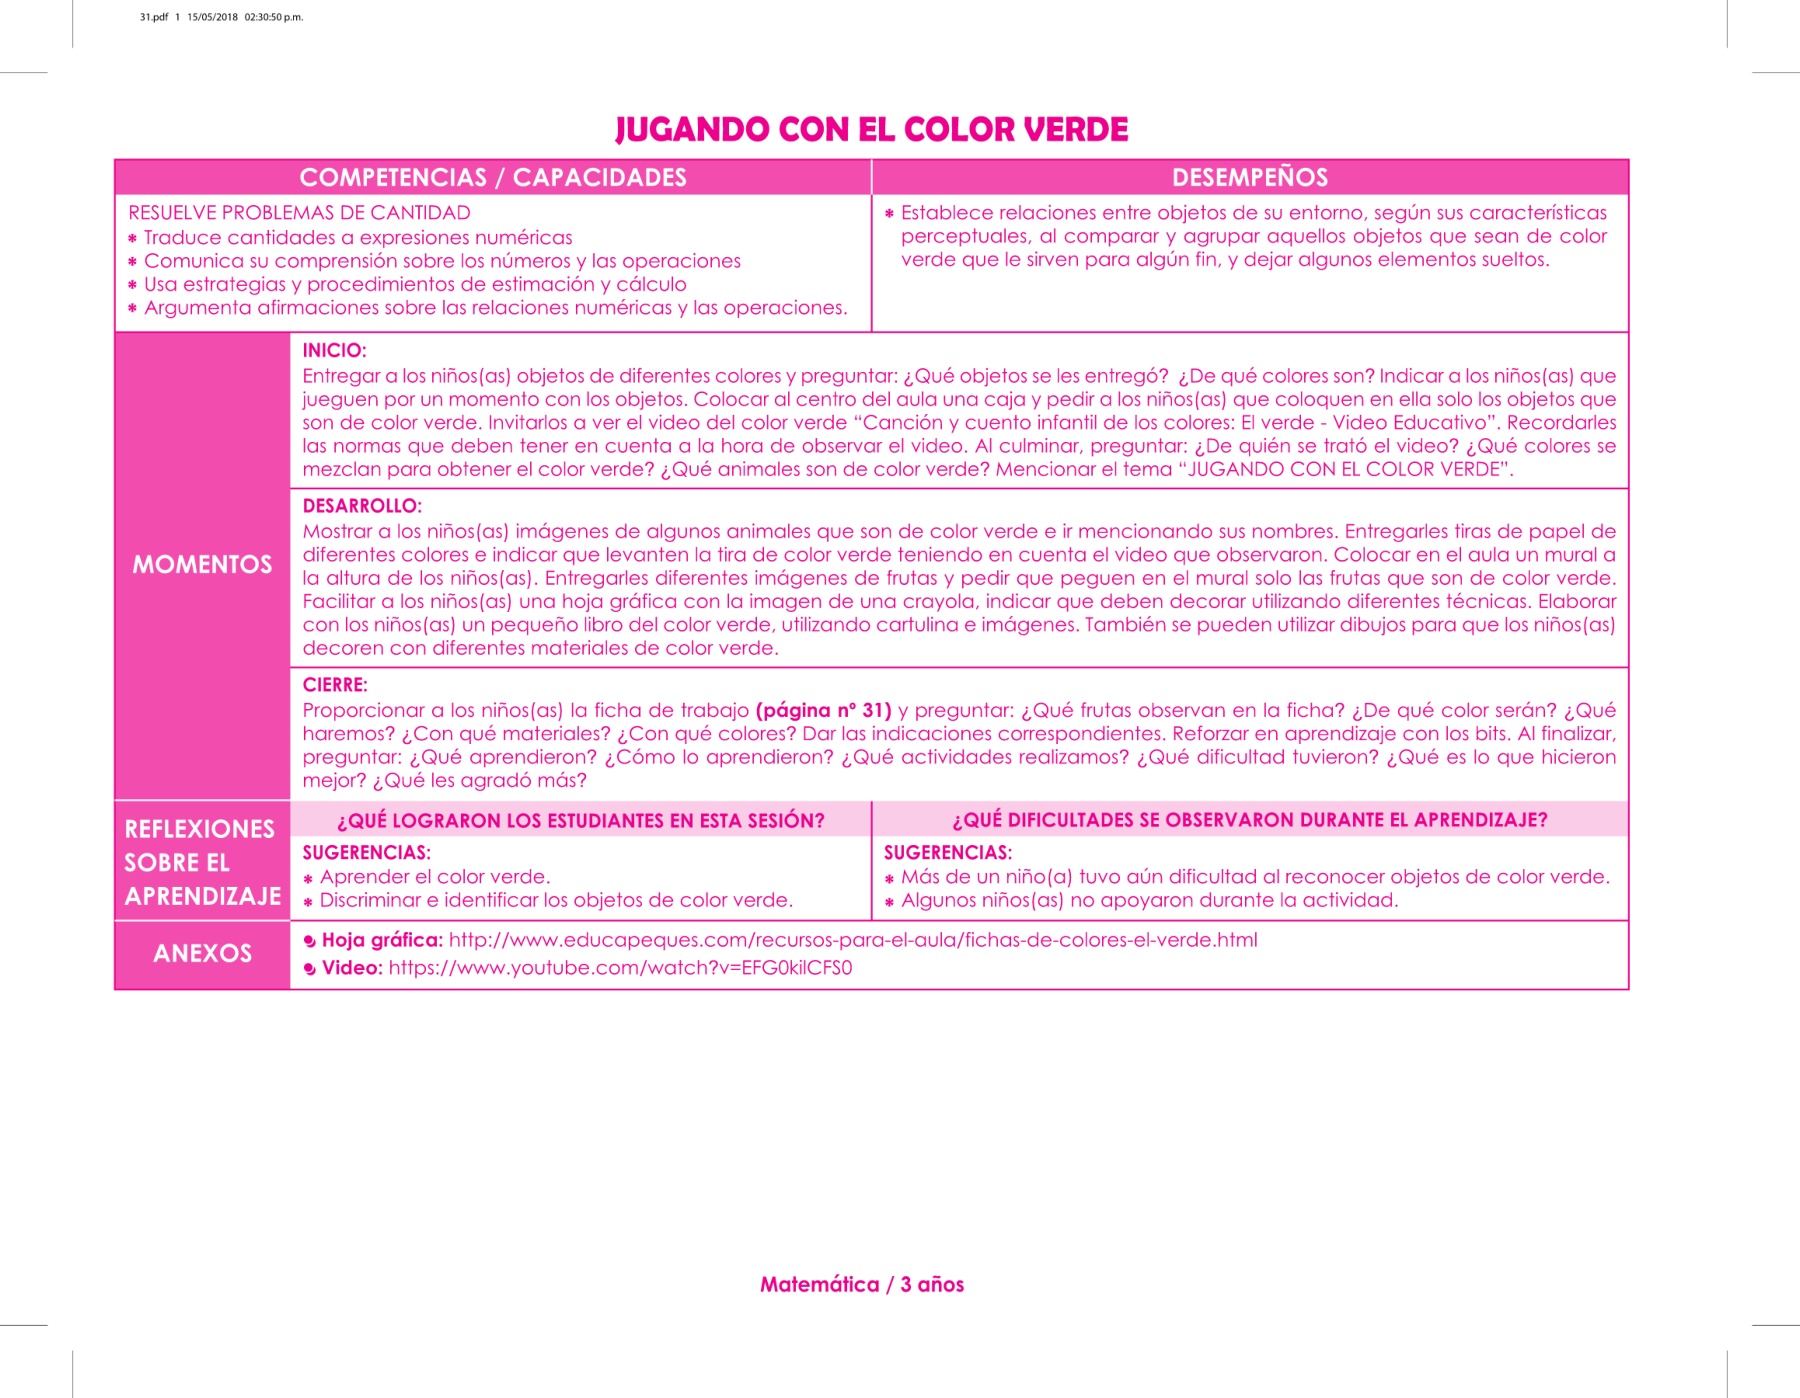 31.pdf 1 15/05/2018 02:30:50 p.m.
JUGANDO CON EL COLOR VERDE
COMPETENCIAS / CAPACIDADES
DESEMPEÑOS
RESUELVE PROBLEMAS DE CANTIDAD
* Traduce cantidades a expresiones numéricas
* Comunica su comprensión sobre los números y las operaciones
* Usa estrategias y procedimientos de estimación y cálculo
* Argumenta afirmaciones sobre las relaciones numéricas y las operaciones.
* Establece relaciones entre objetos de su entorno, según sus características
perceptuales, al comparar y agrupar aquellos objetos que sean de color
verde que le sirven para algún fin, y dejar algunos elementos sueltos.
MOMENTOS
INICIO:
Entregar a los niños(as) objetos de diferentes colores y preguntar: ¿Qué objetos se les entregó? ¿De qué colores son? Indicar a los niños(as) que
jueguen por un momento con los objetos. Colocar al centro del aula una caja y pedir a los niños(as) que coloquen en ella solo los objetos que
son de color verde. Invitarlos a ver el video del color verde “Canción y cuento infantil de los colores: El verde - Video Educativo”. Recordarles
las normas que deben tener en cuenta a la hora de observar el video. Al culminar, preguntar: ¿De quién se trató el video? ¿Qué colores se
mezclan para obtener el color verde? ¿Qué animales son de color verde? Mencionar el tema “JUGANDO CON EL COLOR VERDE”.
DESARROLLO:
Mostrar a los niños(as) imágenes de algunos animales que son de color verde e ir mencionando sus nombres. Entregarles tiras de papel de
diferentes colores e indicar que levanten la tira de color verde teniendo en cuenta el video que observaron. Colocar en el aula un mural a
la altura de los niños(as). Entregarles diferentes imágenes de frutas y pedir que peguen en el mural solo las frutas que son de color verde.
Facilitar a los niños(as) una hoja gráfica con la imagen de una crayola, indicar que deben decorar utilizando diferentes técnicas. Elaborar
con los niños(as) un pequeño libro del color verde, utilizando cartulina e imágenes. También se pueden utilizar dibujos para que los niños(as)
decoren con diferentes materiales de color verde.
CIERRE:
Proporcionar a los niños(as) la ficha de trabajo (página nº 31) y preguntar: ¿Qué frutas observan en la ficha? ¿De qué color serán? ¿Qué
haremos? ¿Con qué materiales? ¿Con qué colores? Dar las indicaciones correspondientes. Reforzar en aprendizaje con los bits. Al finalizar,
preguntar: ¿Qué aprendieron? ¿Cómo lo aprendieron? ¿Qué actividades realizamos? ¿Qué dificultad tuvieron? ¿Qué es lo que hicieron
mejor? ¿Qué les agradó más?
REFLEXIONES
SOBRE EL
APRENDIZAJE
¿QUÉ LOGRARON LOS ESTUDIANTES EN ESTA SESIÓN?
SUGERENCIAS:
* Aprender el color verde.
* Discriminar e identificar los objetos de color verde.
¿QUÉ DIFICULTADES SE OBSERVARON DURANTE EL APRENDIZAJE?
SUGERENCIAS:
* Más de un niño(a) tuvo aún dificultad al reconocer objetos de color verde.
* Algunos niños(as) no apoyaron durante la actividad.
ANEXOS
Hoja gráfica: http://www.educapeques.com/recursos-para-el-aula/fichas-de-colores-el-verde.html
Video: https://www.youtube.com/watch?v=EFG0kilCFS0
Matemática / 3 años